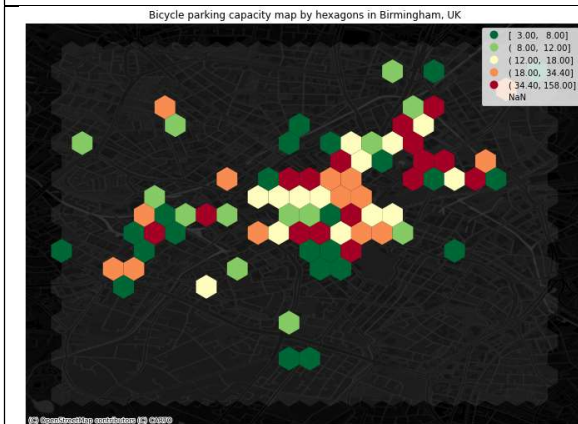 Bicycle parking capacity map by hexagons in Birmingham, UK
[ 3.00, 8.00]
( 8.00, 12.00]
(12.00, 18.00]
(18.00, 34.40]
(34.40, 158.00]
NaN
(C) OpenStreetMap contributors (C) CARTO